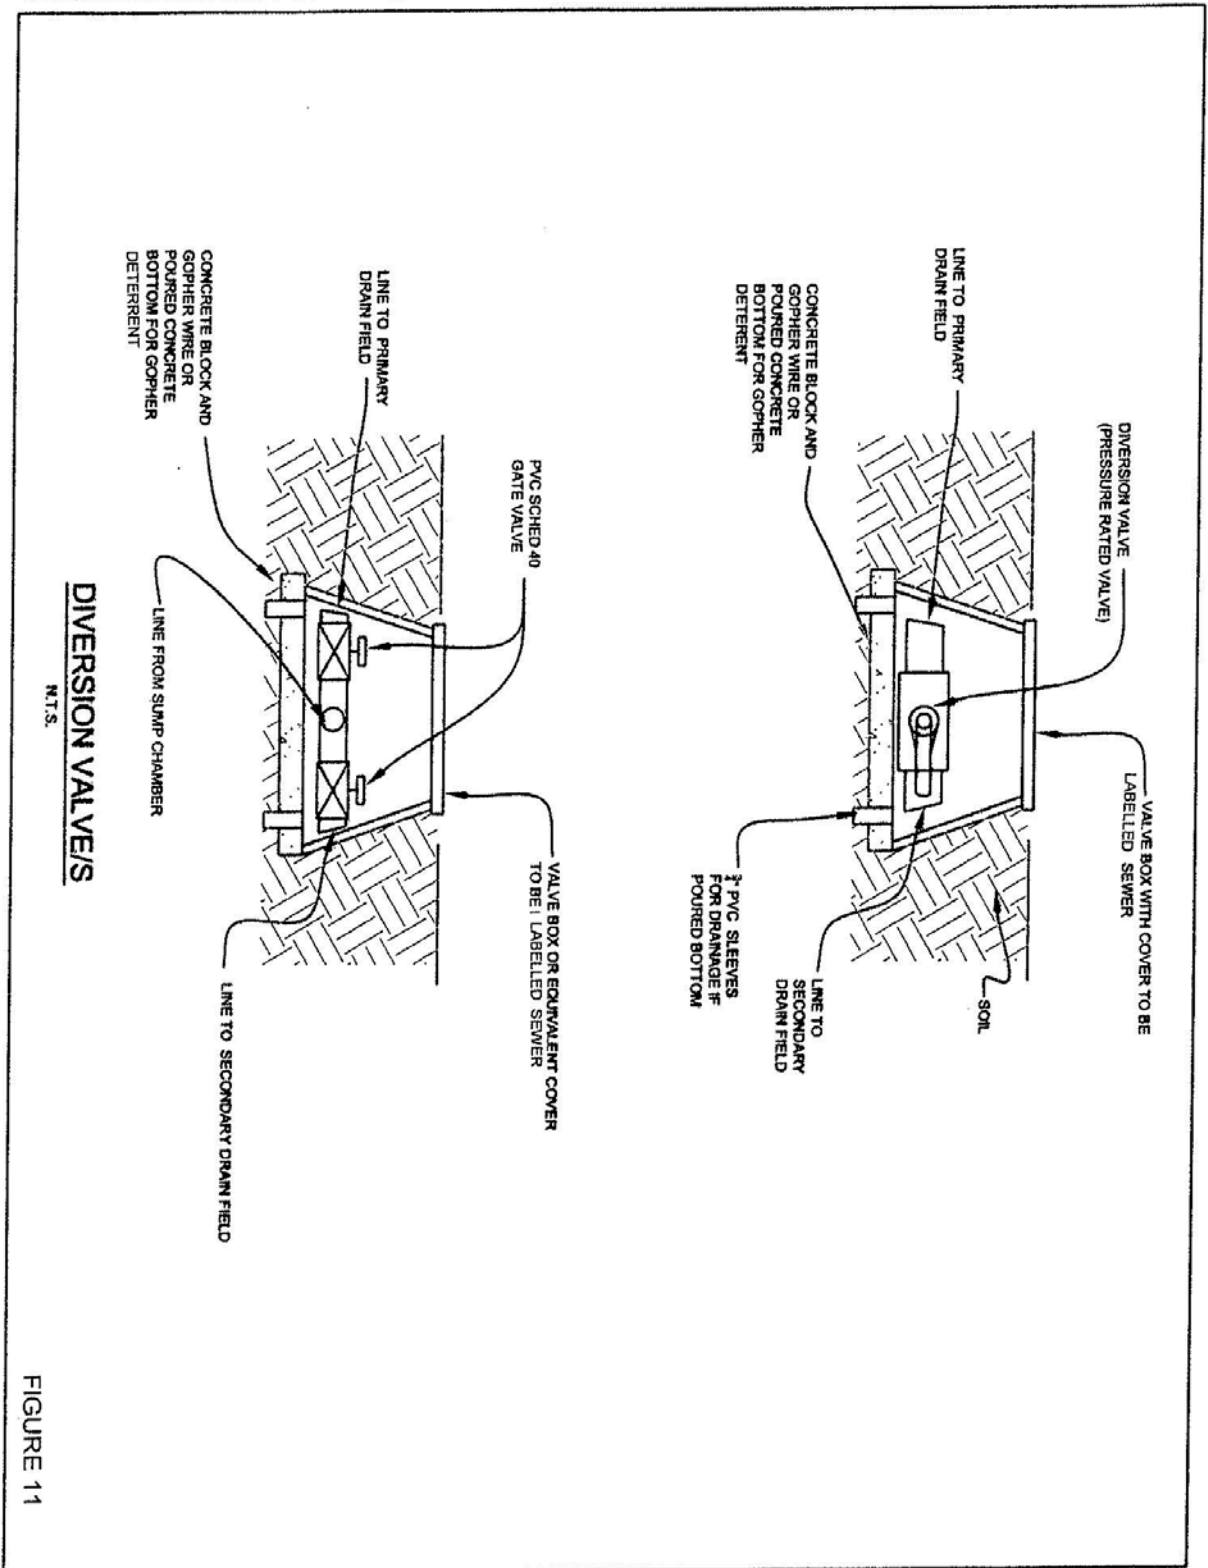 DIVERSION VALVE
(PRESSURE RATED VALVE)
VALVE BOX WITH COVER TO BE
LABELLED SEWER
LINE TO PRIMARY
DRAIN FIELD
SOIL
CONCRETE BLOCK AND
GOPHER WIRE OR
POURED CONCRETE
BOTTOM FOR GOPHER
DETERENT
LINE TO
SECONDARY
DRAIN FIELD
PVC SLEEVES
FOR DRAINAGE IF
POURED BOTTOM
PVC SCHED 40
GATE VALVE
VALVE BOX OR EQUIVALENT COVER
TO BE LABELLED SEWER
LINE TO PRIMARY
DRAIN FIELD
CONCRETE BLOCK AND
GOPHER WIRE OR
POURED CONCRETE
BOTTOM FOR GOPHER
DETERRENT
LINE FROM SUMP CHAMBER
LINE TO SECONDARY DRAIN FIELD
DIVERSION VALVE/S
N.T.S.
FIGURE 11